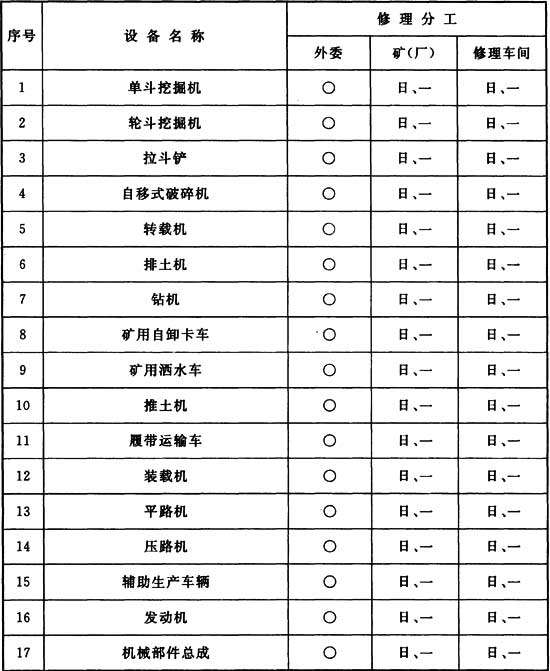 序号 设备名称 修理分工
外委 矿(厂) 修理车间
1 单斗挖掘机 ○ 日、一 日、一
2 轮斗挖掘机 ○ 日、一 日、一
3 拉斗铲 ○ 日、一 日、一
4 自移式破碎机 ○ 日、一 日、一
5 转载机 ○ 日、一 日、一
6 排土机 ○ 日、一 日、一
7 钻机 ○ 日、一 日、一
8 矿用自卸卡车 ○ 日、一 日、一
9 矿用洒水车 ○ 日、一 日、一
10 推土机 ○ 日、一 日、一
11 履带运输车 ○ 日、一 日、一
12 装载机 ○ 日、一 日、一
13 平路机 ○ 日、一 日、一
14 压路机 ○ 日、一 日、一
15 辅助生产车辆 ○ 日、一 日、一
16 发动机 ○ 日、一 日、一
17 机械部件总成 ○ 日、一 日、一